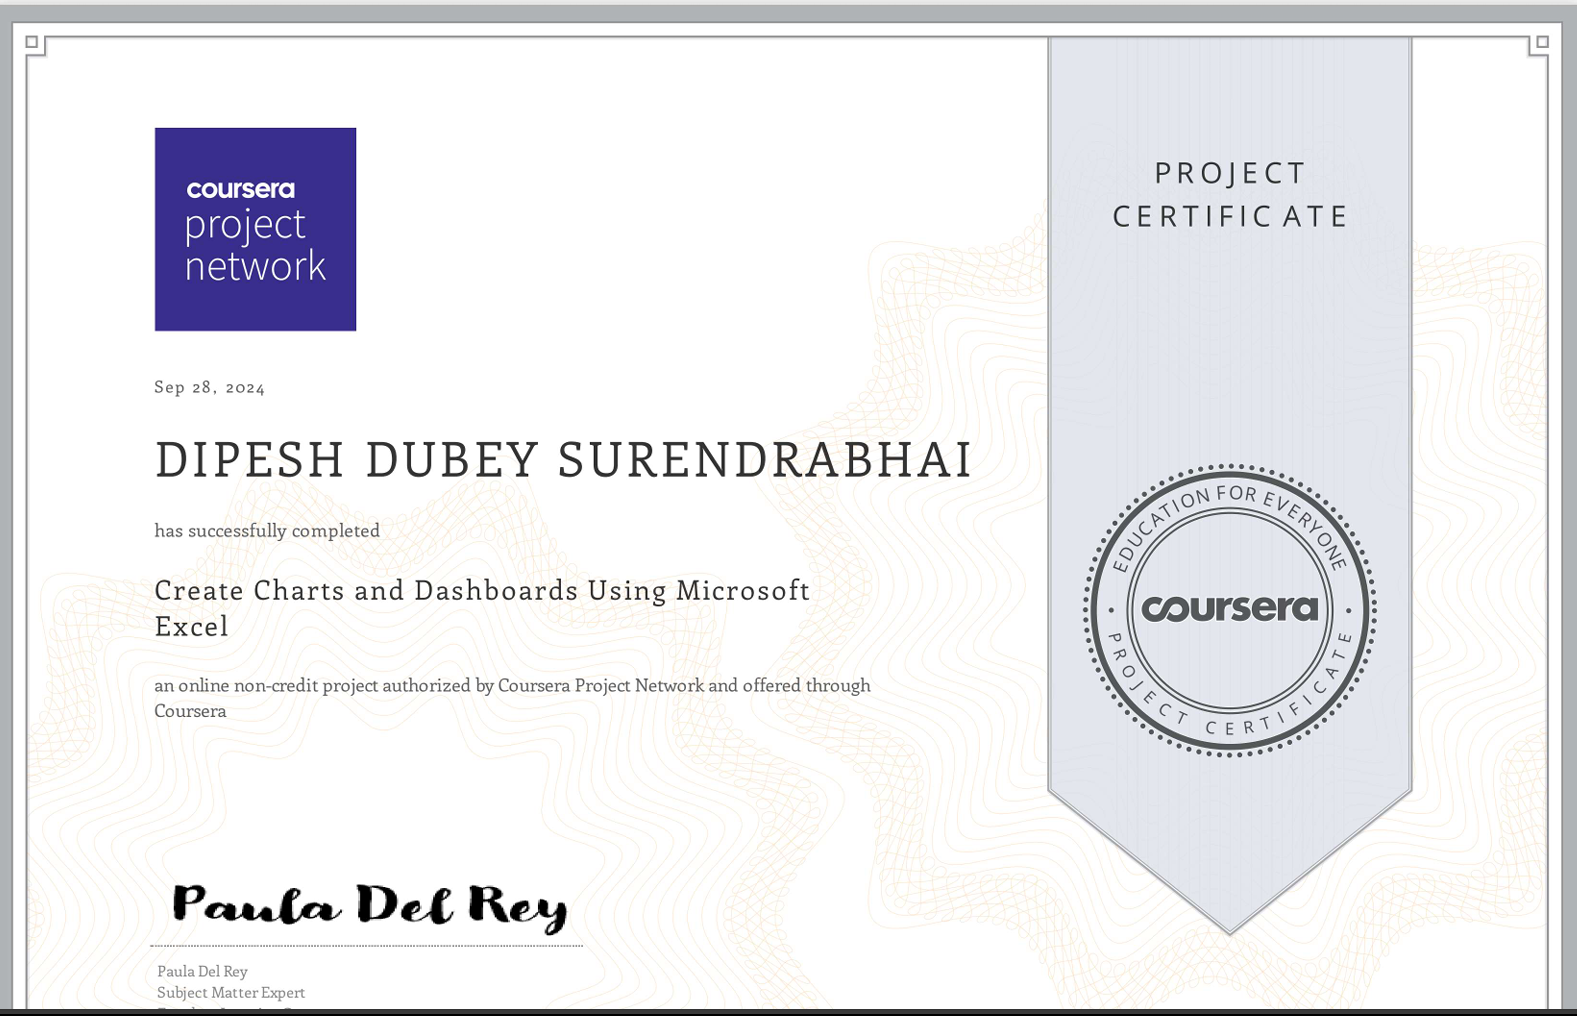 coursera
project
network
PROJECT
CERTIFICATE
Sep 28, 2024
DIPESH DUBEY SURENDRABHAI
has successfully completed
Create Charts and Dashboards Using Microsoft
Excel
an online non-credit project authorized by Coursera Project Network and offered through
Coursera
EDUCATION FOR EVERYONE
coursera
PROJECT CERTIFICATE
Paula Del Rey
Paula Del Rey
Subject Matter Expert